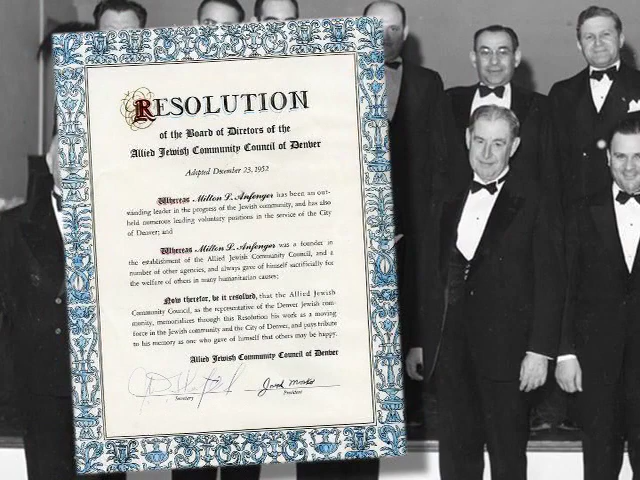 RESOLUTION
of the Board of Diretors of the
Allied Jewish Community Council of Denver
Adopted December 23, 1952
Whereas Milton L. Anfenger has been an out-
standing leader in the progress of the Jewish community, and has also
held numerous leading voluntary positions in the service of the City
of Denver; and
Whereas Milton L. Anfenger was a founder in
the establishment of the Allied Jewish Community Council, and a
number of other agencies, and always gave of himself sacrificially for
the welfare of others in many humanitarian causes;
Now therefor, be it resolved, that the Allied Jewish
Community Council, as the representative of the Denver Jewish com-
munity, memorializes through this Resolution his work as a moving
force in the Jewish community and the City of Denver, and pays tribute
to his memory as one who gave of himself that others may be happy.
Allied Jewish Community Council of Denver
Secretary
President